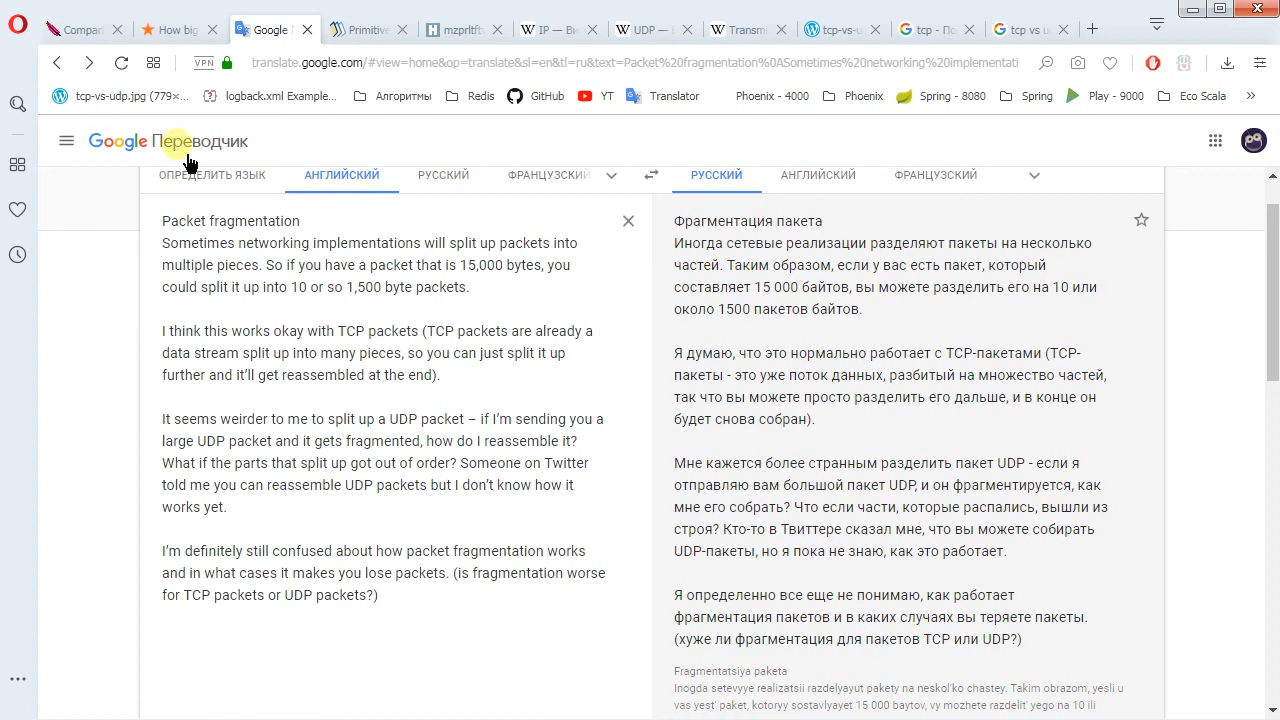 Compari
How big
Google
Primitive
mzprltft
IP — Ви
UDP —
Transmi
tcp-vs-u
tcp - По
tcp vs u
VPN
translate.google.com/#view=home&op=translate&sl=en&tl=ru&text=Packet%20fragmentation%0ASometimes%20networking%20implementati
tcp-vs-udp.jpg (779×...
logback.xml Example...
Алгоритмы
Redis
GitHub
YT
Translator
Phoenix - 4000
Phoenix
Spring - 8080
Spring
Play - 9000
Eco Scala
Google Переводчик
ОПРЕДЕЛИТЬ ЯЗЫК
АНГЛИЙСКИЙ
РУССКИЙ
ФРАНЦУЗСКИЙ
РУССКИЙ
АНГЛИЙСКИЙ
ФРАНЦУЗСКИЙ
Packet fragmentation
Sometimes networking implementations will split up packets into
multiple pieces. So if you have a packet that is 15,000 bytes, you
could split it up into 10 or so 1,500 byte packets.
I think this works okay with TCP packets (TCP packets are already a
data stream split up into many pieces, so you can just split it up
further and it’ll get reassembled at the end).
It seems weirder to me to split up a UDP packet – if I’m sending you a
large UDP packet and it gets fragmented, how do I reassemble it?
What if the parts that split up got out of order? Someone on Twitter
told me you can reassemble UDP packets but I don’t know how it
works yet.
I’m definitely still confused about how packet fragmentation works
and in what cases it makes you lose packets. (is fragmentation worse
for TCP packets or UDP packets?)
Фрагментация пакета
Иногда сетевые реализации разделяют пакеты на несколько
частей. Таким образом, если у вас есть пакет, который
составляет 15 000 байтов, вы можете разделить его на 10 или
около 1500 пакетов байтов.
Я думаю, что это нормально работает с TCP-пакетами (TCP-
пакеты - это уже поток данных, разбитый на множество частей,
так что вы можете просто разделить его дальше, и в конце он
будет снова собран).
Мне кажется более странным разделить пакет UDP - если я
отправляю вам большой пакет UDP, и он фрагментируется, как
мне его собрать? Что если части, которые распались, вышли из
строя? Кто-то в Твиттере сказал мне, что вы можете собирать
UDP-пакеты, но я пока не знаю, как это работает.
Я определенно все еще не понимаю, как работает
фрагментация пакетов и в каких случаях вы теряете пакеты.
(хуже ли фрагментация для пакетов TCP или UDP?)
Fragmentatsiya paketa
Inogda setevyye realizatsii razdelyayut pakety na neskol'ko chastey. Takim obrazom, yesli u
vas yest' paket, kotoryy sostavlyayet 15 000 baytov, vy mozhete razdelit' yego na 10 ili